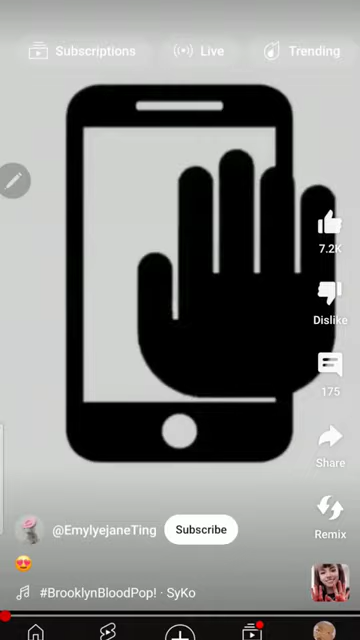 Subscriptions
Live
Trending
7.2K
Dislike
175
Share
Remix
@EmylyejaneTing
Subscribe
#BrooklynBloodPop! · SyKo